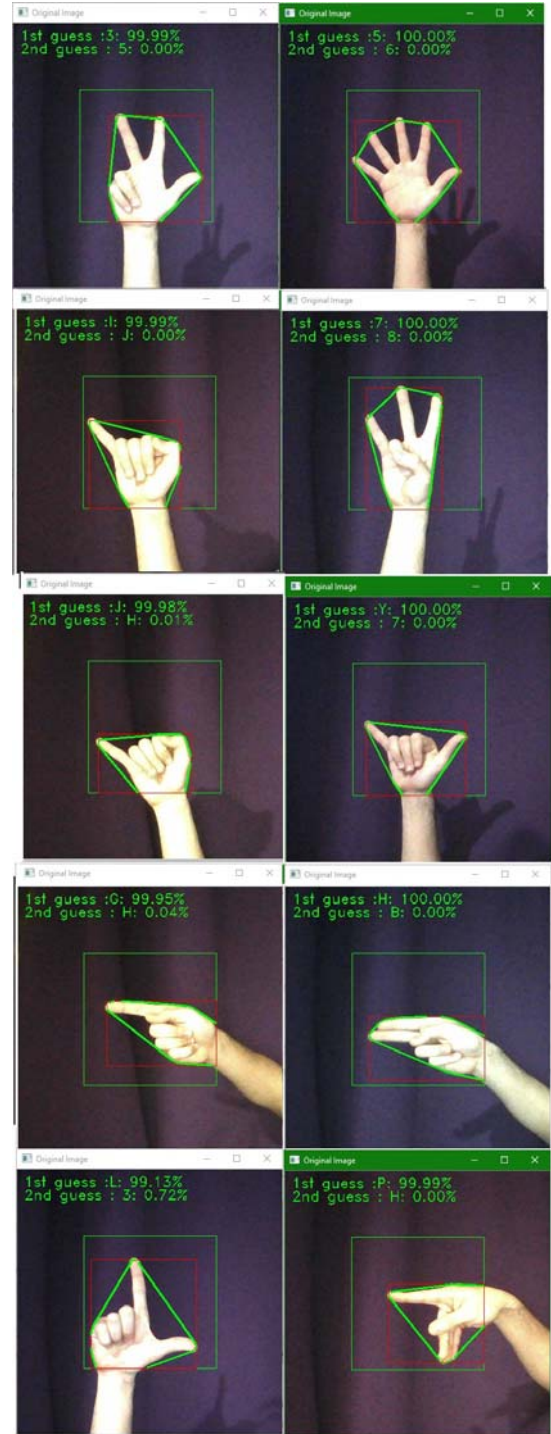 Original Image
1st guess :3: 99.99%
2nd guess : 5: 0.00%
Original Image
1st guess :5: 100.00%
2nd guess : 6: 0.00%
Original Image
1st guess :I: 99.99%
2nd guess : J: 0.00%
Original Image
1st guess :7: 100.00%
2nd guess : 8: 0.00%
Original Image
1st guess :J: 99.98%
2nd guess : H: 0.01%
Original Image
1st guess :Y: 100.00%
2nd guess : 7: 0.00%
Original Image
1st guess :G: 99.95%
2nd guess : H: 0.04%
Original Image
1st guess :H: 100.00%
2nd guess : B: 0.00%
Original Image
1st guess :L: 99.13%
2nd guess : 3: 0.72%
Original Image
1st guess :P: 99.99%
2nd guess : H: 0.00%